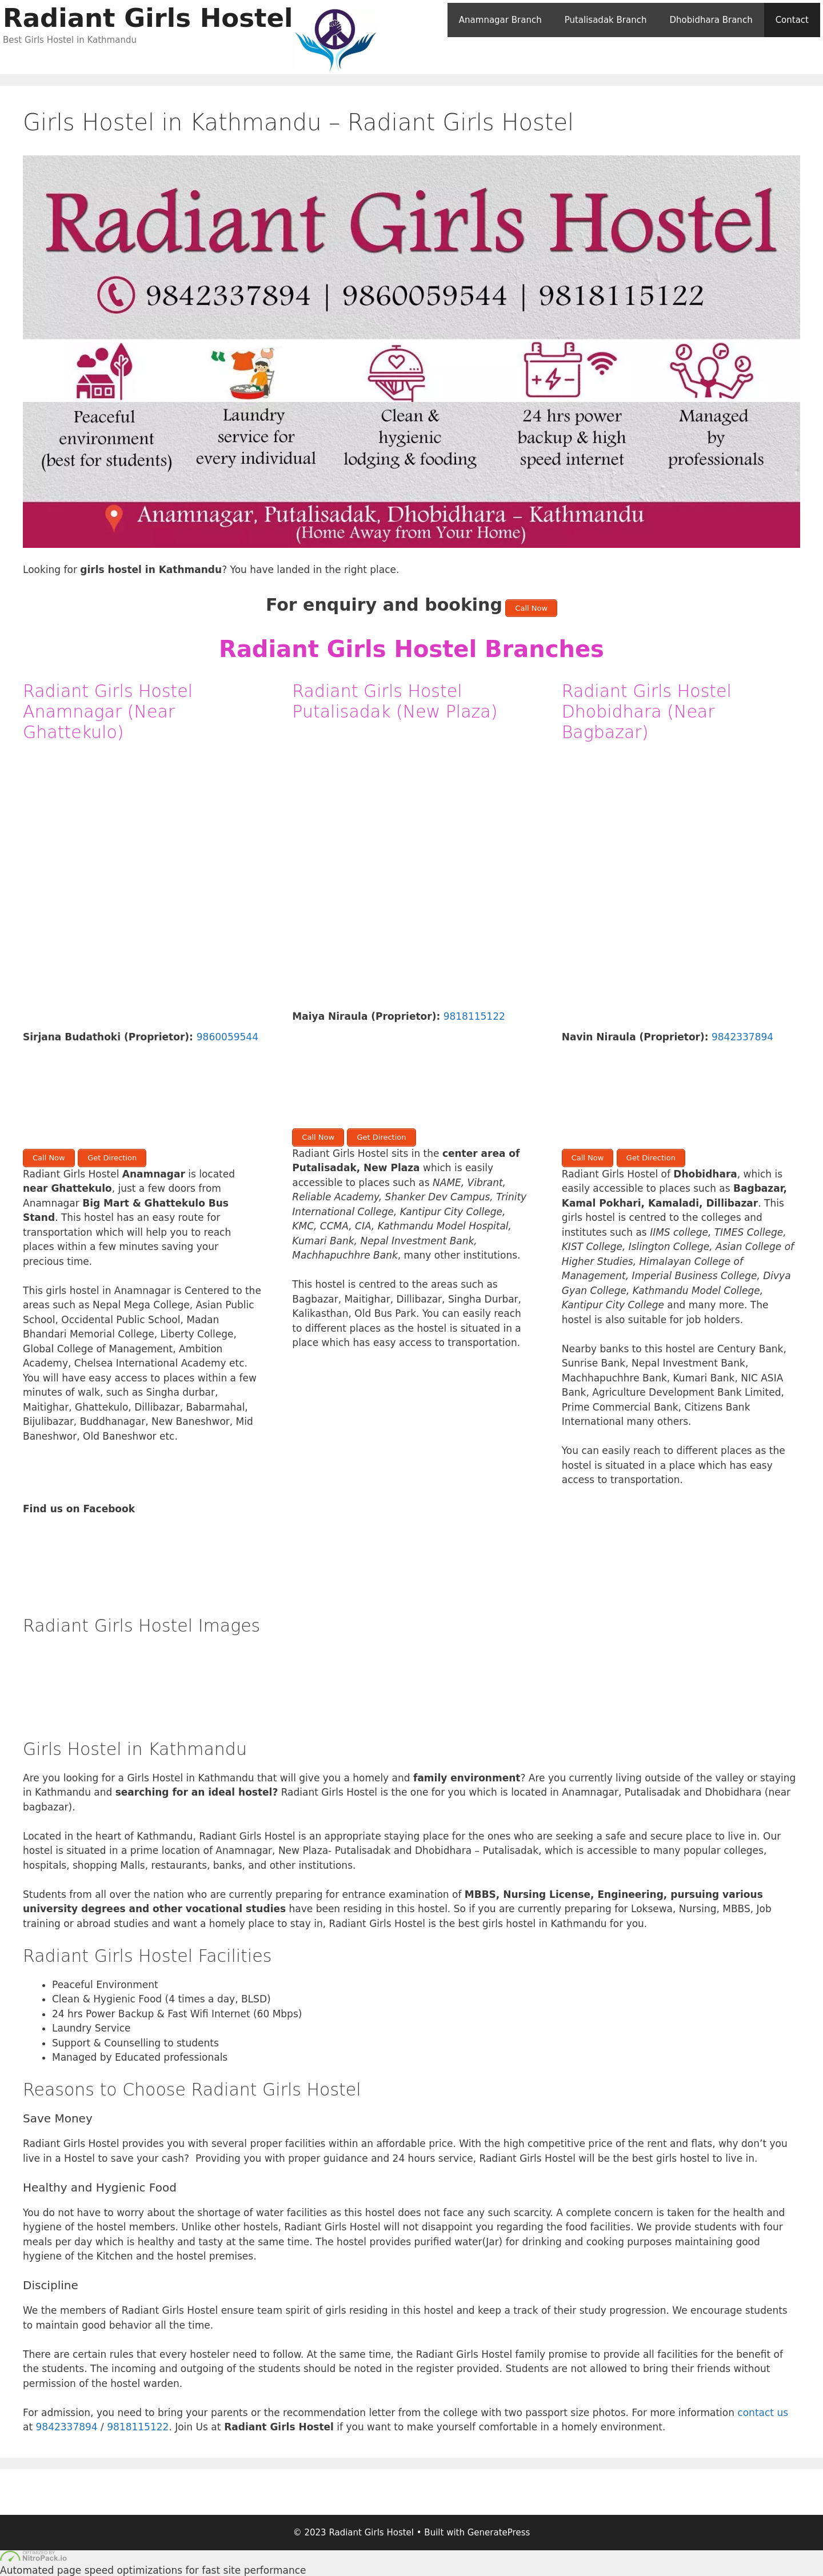 Radiant Girls Hostel
Best Girls Hostel in Kathmandu
Anamnagar Branch
Putalisadak Branch
Dhobidhara Branch
Contact
Girls Hostel in Kathmandu – Radiant Girls Hostel
Radiant Girls Hostel
9842337894 | 9860059544 | 9818115122
Peaceful
environment
(best for students)
Laundry
service for
every individual
Clean &
hygienic
lodging & fooding
24 hrs power
backup & high
speed internet
Managed
by
professionals
Anamnagar, Putalisadak, Dhobidhara – Kathmandu
(Home Away from Your Home)
Looking for girls hostel in Kathmandu? You have landed in the right place.
For enquiry and booking Call Now
Radiant Girls Hostel Branches
Radiant Girls Hostel
Anamnagar (Near
Ghattekulo)
Sirjana Budathoki (Proprietor): 9860059544
Call Now
Get Direction
Radiant Girls Hostel Anamnagar is located
near Ghattekulo, just a few doors from
Anamnagar Big Mart & Ghattekulo Bus
Stand. This hostel has an easy route for
transportation which will help you to reach
places within a few minutes saving your
precious time.
This girls hostel in Anamnagar is Centered to the
areas such as Nepal Mega College, Asian Public
School, Occidental Public School, Madan
Bhandari Memorial College, Liberty College,
Global College of Management, Ambition
Academy, Chelsea International Academy etc.
You will have easy access to places within a few
minutes of walk, such as Singha durbar,
Maitighar, Ghattekulo, Dillibazar, Babarmahal,
Bijulibazar, Buddhanagar, New Baneshwor, Mid
Baneshwor, Old Baneshwor etc.
Radiant Girls Hostel
Putalisadak (New Plaza)
Maiya Niraula (Proprietor): 9818115122
Call Now
Get Direction
Radiant Girls Hostel sits in the center area of
Putalisadak, New Plaza which is easily
accessible to places such as NAME, Vibrant,
Reliable Academy, Shanker Dev Campus, Trinity
International College, Kantipur City College,
KMC, CCMA, CIA, Kathmandu Model Hospital,
Kumari Bank, Nepal Investment Bank,
Machhapuchhre Bank, many other institutions.
This hostel is centred to the areas such as
Bagbazar, Maitighar, Dillibazar, Singha Durbar,
Kalikasthan, Old Bus Park. You can easily reach
to different places as the hostel is situated in a
place which has easy access to transportation.
Radiant Girls Hostel
Dhobidhara (Near
Bagbazar)
Navin Niraula (Proprietor): 9842337894
Call Now
Get Direction
Radiant Girls Hostel of Dhobidhara, which is
easily accessible to places such as Bagbazar,
Kamal Pokhari, Kamaladi, Dillibazar. This
girls hostel is centred to the colleges and
institutes such as IIMS college, TIMES College,
KIST College, Islington College, Asian College of
Higher Studies, Himalayan College of
Management, Imperial Business College, Divya
Gyan College, Kathmandu Model College,
Kantipur City College and many more. The
hostel is also suitable for job holders.
Nearby banks to this hostel are Century Bank,
Sunrise Bank, Nepal Investment Bank,
Machhapuchhre Bank, Kumari Bank, NIC ASIA
Bank, Agriculture Development Bank Limited,
Prime Commercial Bank, Citizens Bank
International many others.
You can easily reach to different places as the
hostel is situated in a place which has easy
access to transportation.
Find us on Facebook
Radiant Girls Hostel Images
Girls Hostel in Kathmandu
Are you looking for a Girls Hostel in Kathmandu that will give you a homely and family environment? Are you currently living outside of the valley or staying
in Kathmandu and searching for an ideal hostel? Radiant Girls Hostel is the one for you which is located in Anamnagar, Putalisadak and Dhobidhara (near
bagbazar).
Located in the heart of Kathmandu, Radiant Girls Hostel is an appropriate staying place for the ones who are seeking a safe and secure place to live in. Our
hostel is situated in a prime location of Anamnagar, New Plaza- Putalisadak and Dhobidhara – Putalisadak, which is accessible to many popular colleges,
hospitals, shopping Malls, restaurants, banks, and other institutions.
Students from all over the nation who are currently preparing for entrance examination of MBBS, Nursing License, Engineering, pursuing various
university degrees and other vocational studies have been residing in this hostel. So if you are currently preparing for Loksewa, Nursing, MBBS, Job
training or abroad studies and want a homely place to stay in, Radiant Girls Hostel is the best girls hostel in Kathmandu for you.
Radiant Girls Hostel Facilities
• Peaceful Environment
• Clean & Hygienic Food (4 times a day, BLSD)
• 24 hrs Power Backup & Fast Wifi Internet (60 Mbps)
• Laundry Service
• Support & Counselling to students
• Managed by Educated professionals
Reasons to Choose Radiant Girls Hostel
Save Money
Radiant Girls Hostel provides you with several proper facilities within an affordable price. With the high competitive price of the rent and flats, why don’t you
live in a Hostel to save your cash?  Providing you with proper guidance and 24 hours service, Radiant Girls Hostel will be the best girls hostel to live in.
Healthy and Hygienic Food
You do not have to worry about the shortage of water facilities as this hostel does not face any such scarcity. A complete concern is taken for the health and
hygiene of the hostel members. Unlike other hostels, Radiant Girls Hostel will not disappoint you regarding the food facilities. We provide students with four
meals per day which is healthy and tasty at the same time. The hostel provides purified water(Jar) for drinking and cooking purposes maintaining good
hygiene of the Kitchen and the hostel premises.
Discipline
We the members of Radiant Girls Hostel ensure team spirit of girls residing in this hostel and keep a track of their study progression. We encourage students
to maintain good behavior all the time.
There are certain rules that every hosteler need to follow. At the same time, the Radiant Girls Hostel family promise to provide all facilities for the benefit of
the students. The incoming and outgoing of the students should be noted in the register provided. Students are not allowed to bring their friends without
permission of the hostel warden.
For admission, you need to bring your parents or the recommendation letter from the college with two passport size photos. For more information contact us
at 9842337894 / 9818115122. Join Us at Radiant Girls Hostel if you want to make yourself comfortable in a homely environment.
© 2023 Radiant Girls Hostel • Built with GeneratePress
OPTIMIZED BY
NitroPack.io
Automated page speed optimizations for fast site performance